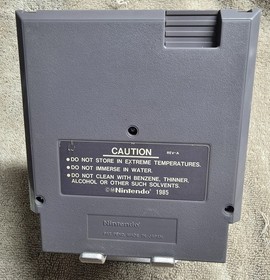 CAUTION
REV-A
•DO NOT STORE IN EXTREME TEMPERATURES.
•DO NOT IMMERSE IN WATER.
•DO NOT CLEAN WITH BENZENE, THINNER,
ALCOHOL OR OTHER SUCH SOLVENTS.
©®Nintendo® 1985
Nintendo